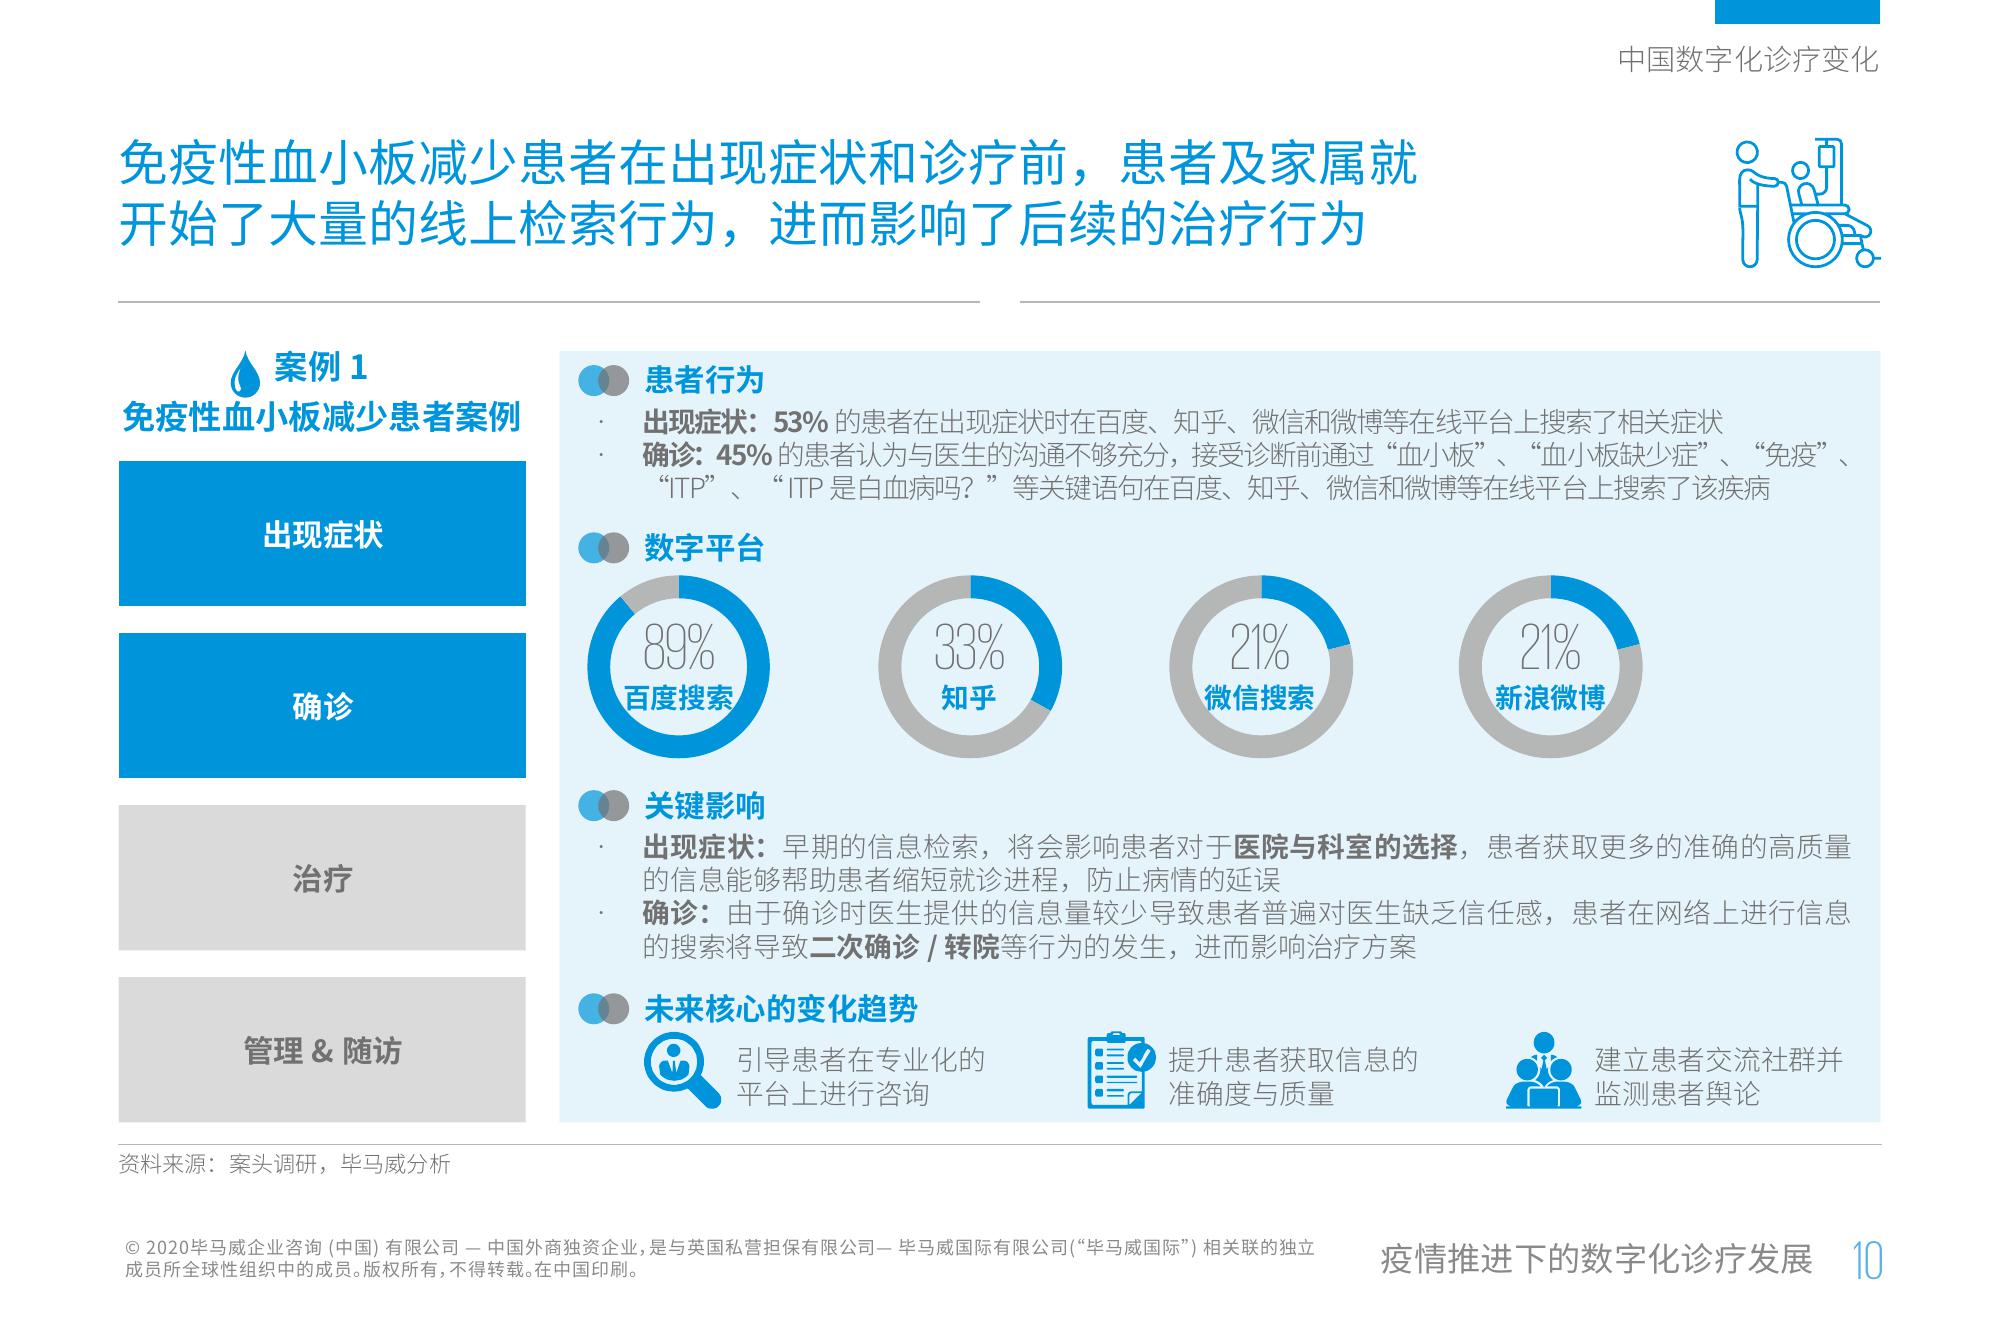 中国数字化诊疗变化
免疫性血小板减少患者在出现症状和诊疗前，患者及家属就
开始了大量的线上检索行为，进而影响了后续的治疗行为
案例 1
免疫性血小板减少患者案例
出现症状
确诊
治疗
管理 & 随访
患者行为
· 出现症状：53% 的患者在出现症状时在百度、知乎、微信和微博等在线平台上搜索了相关症状
· 确诊：45% 的患者认为与医生的沟通不够充分，接受诊断前通过“血小板”、“血小板缺少症”、“免疫”、
“ITP”、“ITP 是白血病吗？”等关键语句在百度、知乎、微信和微博等在线平台上搜索了该疾病
数字平台
89%
百度搜索
33%
知乎
21%
微信搜索
21%
新浪微博
关键影响
· 出现症状：早期的信息检索，将会影响患者对于医院与科室的选择，患者获取更多的准确的高质量
的信息能够帮助患者缩短就诊进程，防止病情的延误
· 确诊：由于确诊时医生提供的信息量较少导致患者普遍对医生缺乏信任感，患者在网络上进行信息
的搜索将导致二次确诊 / 转院等行为的发生，进而影响治疗方案
未来核心的变化趋势
引导患者在专业化的
平台上进行咨询
提升患者获取信息的
准确度与质量
建立患者交流社群并
监测患者舆论
资料来源：案头调研，毕马威分析
© 2020毕马威企业咨询 (中国) 有限公司 — 中国外商独资企业，是与英国私营担保有限公司— 毕马威国际有限公司(“毕马威国际”) 相关联的独立
成员所全球性组织中的成员。版权所有，不得转载。在中国印刷。
疫情推进下的数字化诊疗发展
10